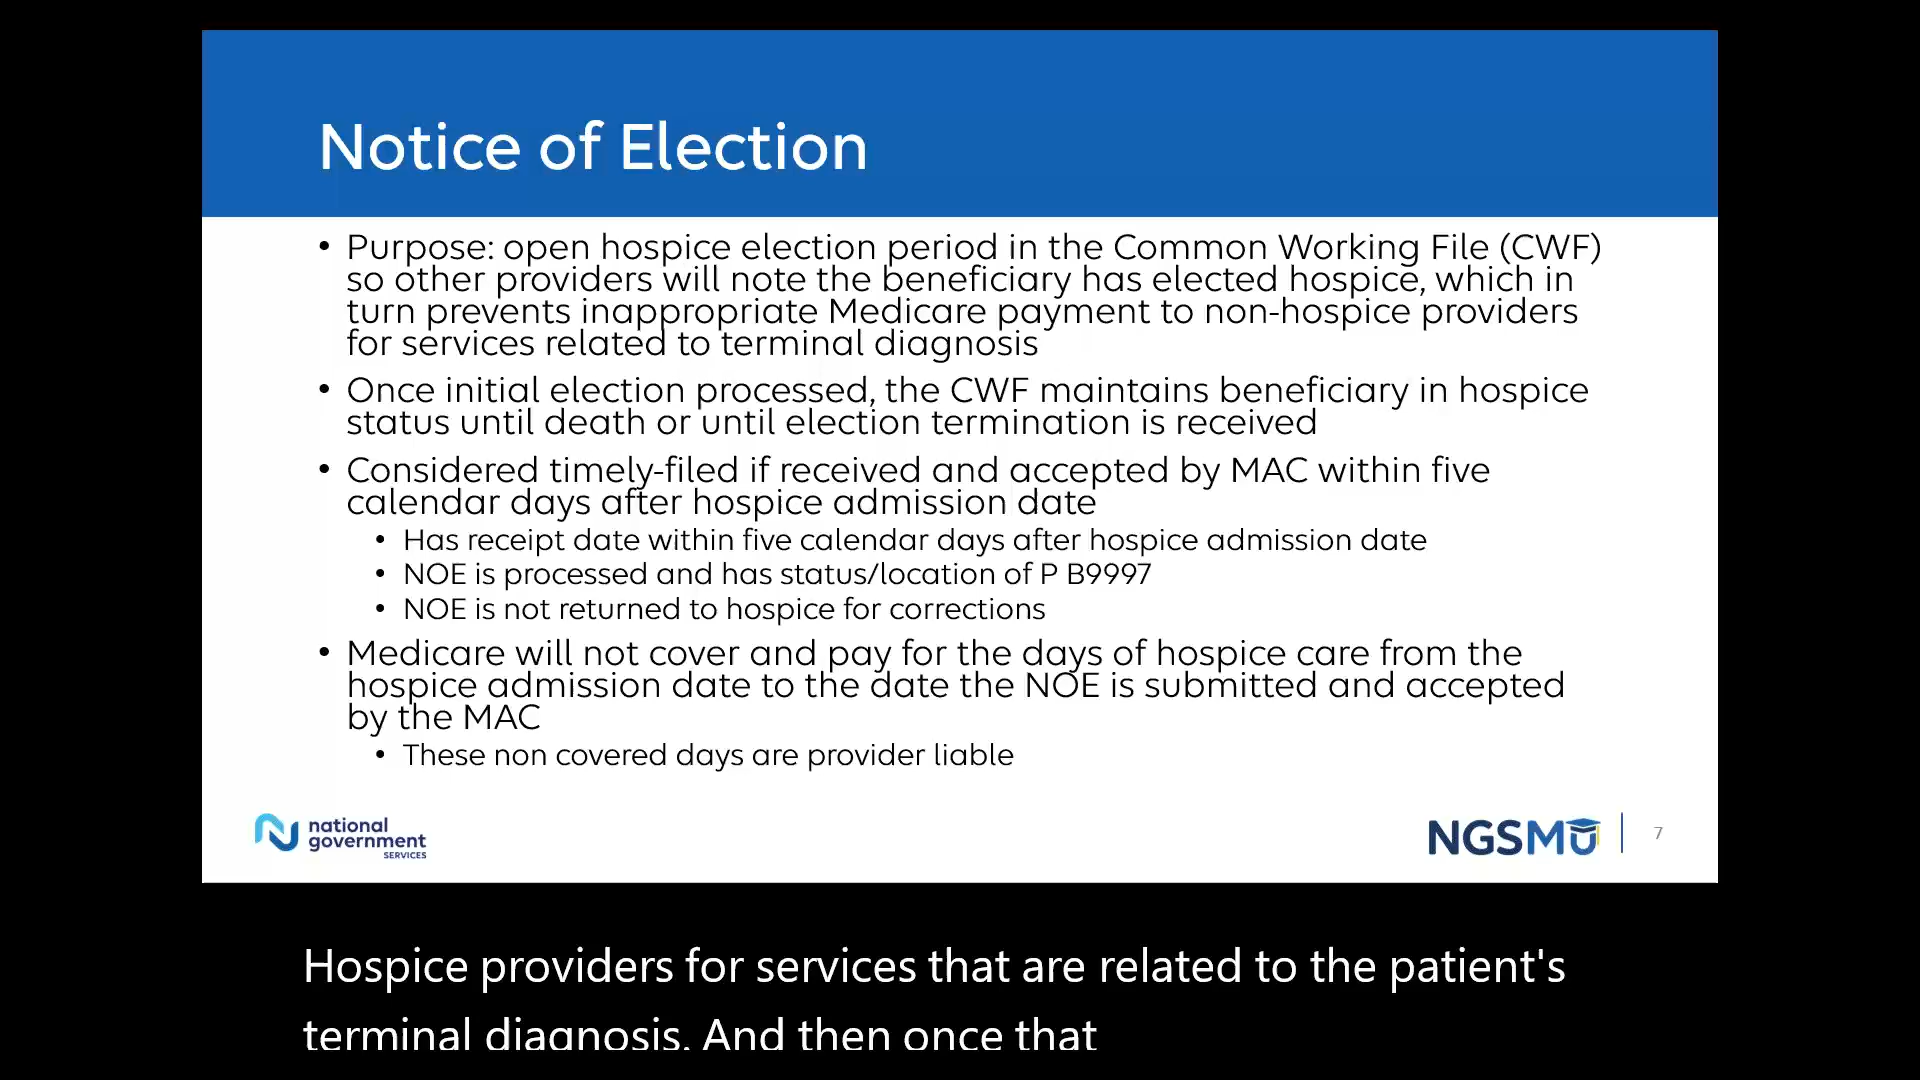 Notice of Election
• Purpose: open hospice election period in the Common Working File (CWF)
so other providers will note the beneficiary has elected hospice, which in
turn prevents inappropriate Medicare payment to non-hospice providers
for services related to terminal diagnosis
• Once initial election processed, the CWF maintains beneficiary in hospice
status until death or until election termination is received
• Considered timely-filed if received and accepted by MAC within five
calendar days after hospice admission date
• Has receipt date within five calendar days after hospice admission date
• NOE is processed and has status/location of P B9997
• NOE is not returned to hospice for corrections
• Medicare will not cover and pay for the days of hospice care from the
hospice admission date to the date the NOE is submitted and accepted
by the MAC
• These non covered days are provider liable
national
government
SERVICES
NGSMU
7
Hospice providers for services that are related to the patient's
terminal diagnosis. And then once that